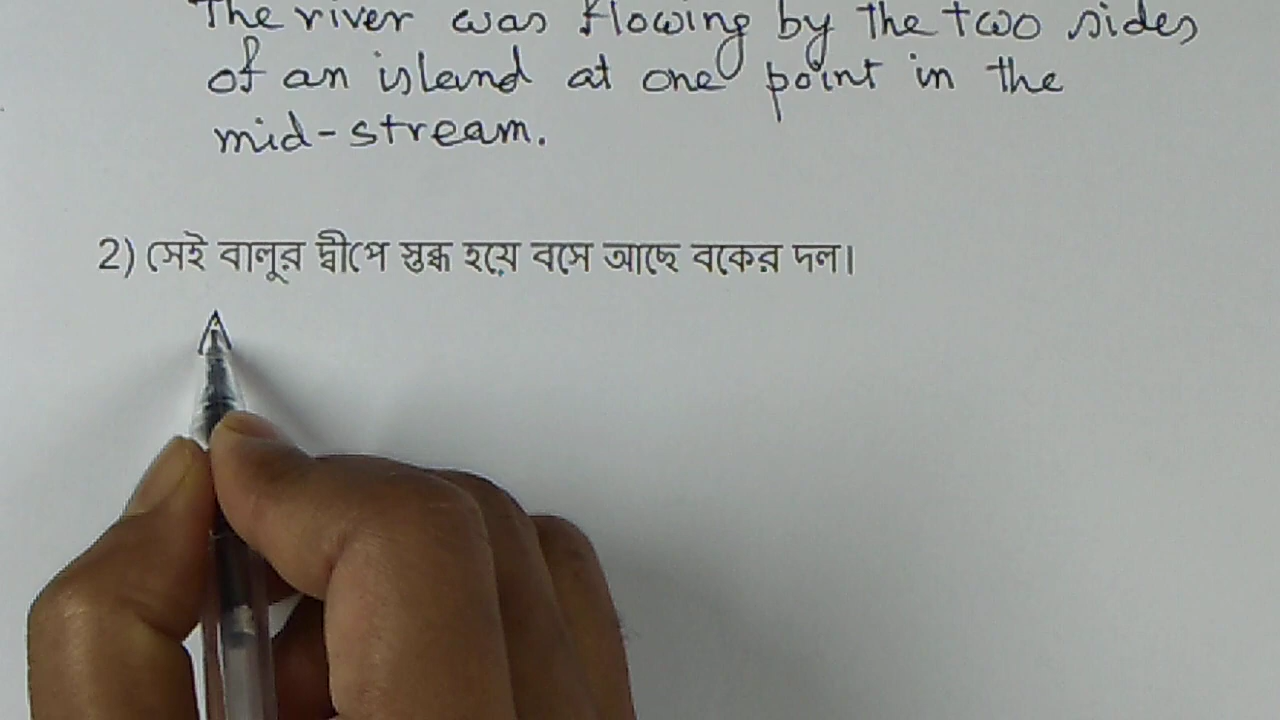 The river was flowing by the two sides
of an island at one point in the
mid-stream.
2) সেই বালুর দ্বীপে স্তব্ধ হয়ে বসে আছে বকের দল।